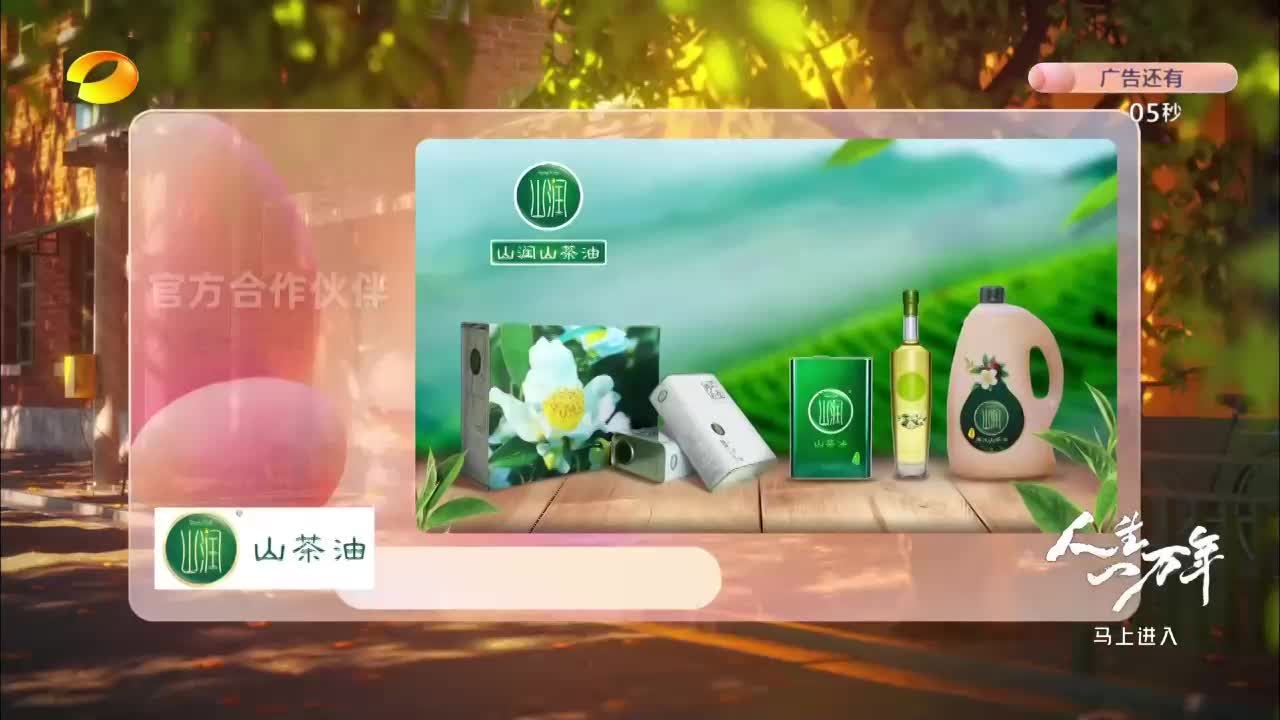 广告还有
05秒
山润
山润山茶油
官方合作伙伴
山润
山茶油
山润
山润
山茶油
人生一万年
马上进入